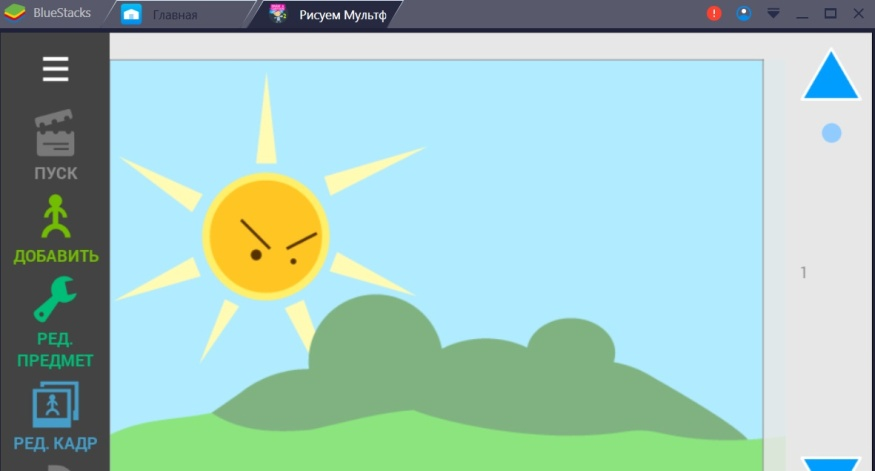 BlueStacks
Главная
Рисуем Мультф
ПУСК
ДОБАВИТЬ
РЕД.
ПРЕДМЕТ
РЕД. КАДР
1